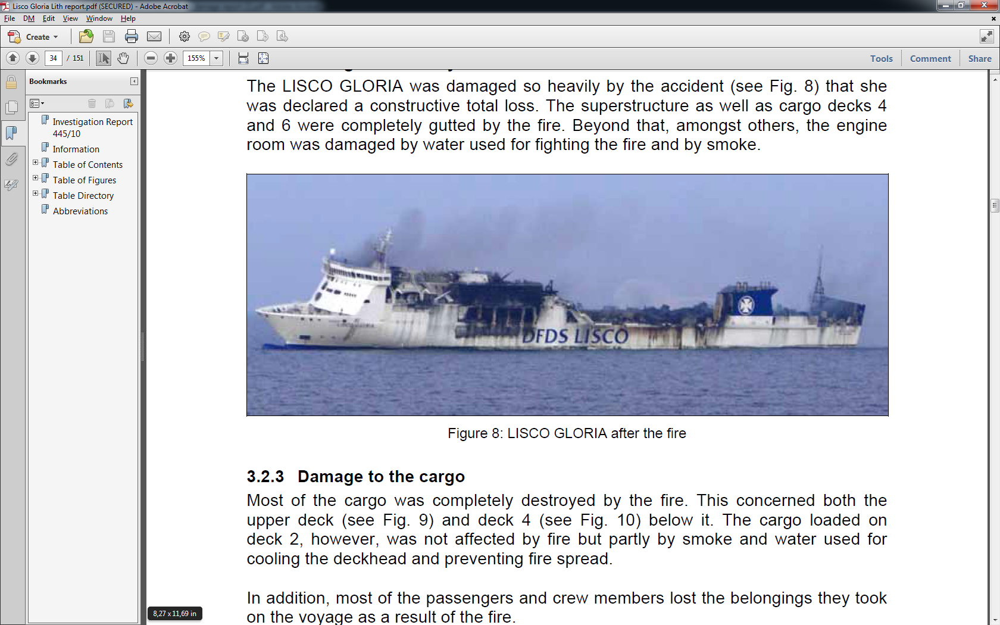 Lisco Gloria Lith report.pdf (SECURED) - Adobe Acrobat
File DM Edit View Window Help
Create
34 / 151 155% Tools Comment Share
Bookmarks
Investigation Report
445/10
Information
Table of Contents
Table of Figures
Table Directory
Abbreviations
The LISCO GLORIA was damaged so heavily by the accident (see Fig. 8) that she
was declared a constructive total loss. The superstructure as well as cargo decks 4
and 6 were completely gutted by the fire. Beyond that, amongst others, the engine
room was damaged by water used for fighting the fire and by smoke.
DFDS LISCO
Figure 8: LISCO GLORIA after the fire
3.2.3 Damage to the cargo
Most of the cargo was completely destroyed by the fire. This concerned both the
upper deck (see Fig. 9) and deck 4 (see Fig. 10) below it. The cargo loaded on
deck 2, however, was not affected by fire but partly by smoke and water used for
cooling the deckhead and preventing fire spread.
In addition, most of the passengers and crew members lost the belongings they took
on the voyage as a result of the fire.
8,27 x 11,69 in